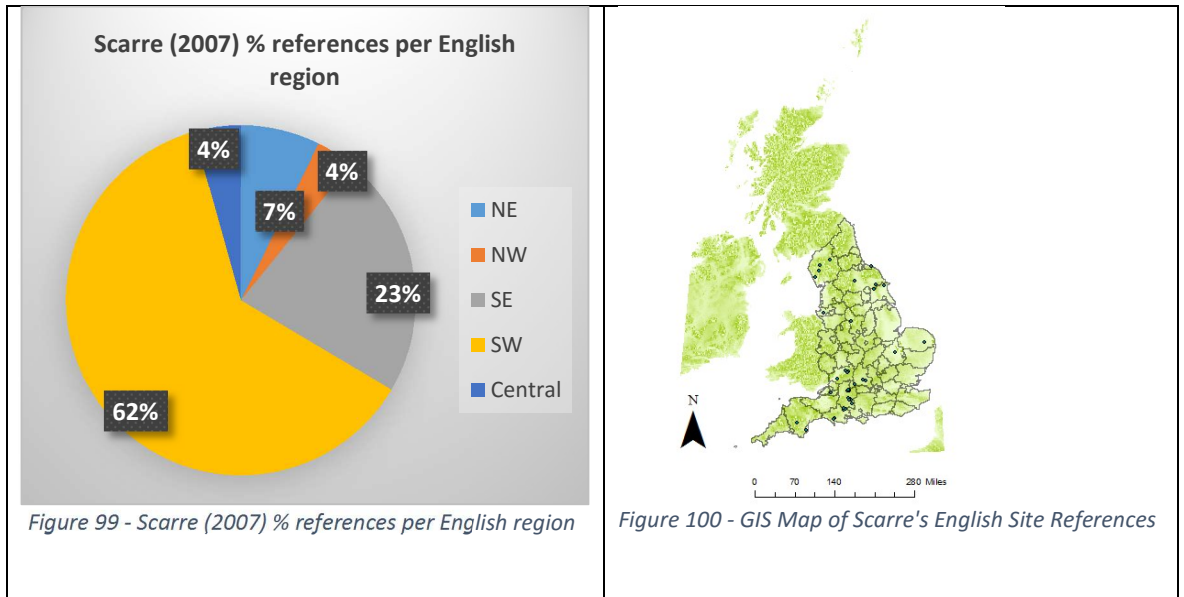 Scarre (2007) % references per English
region
4%
4%
7%
23%
62%
NE
NW
SE
SW
Central
Figure 99 - Scarre (2007) % references per English region
N
0 70 140 280 Miles
Figure 100 - GIS Map of Scarre's English Site References